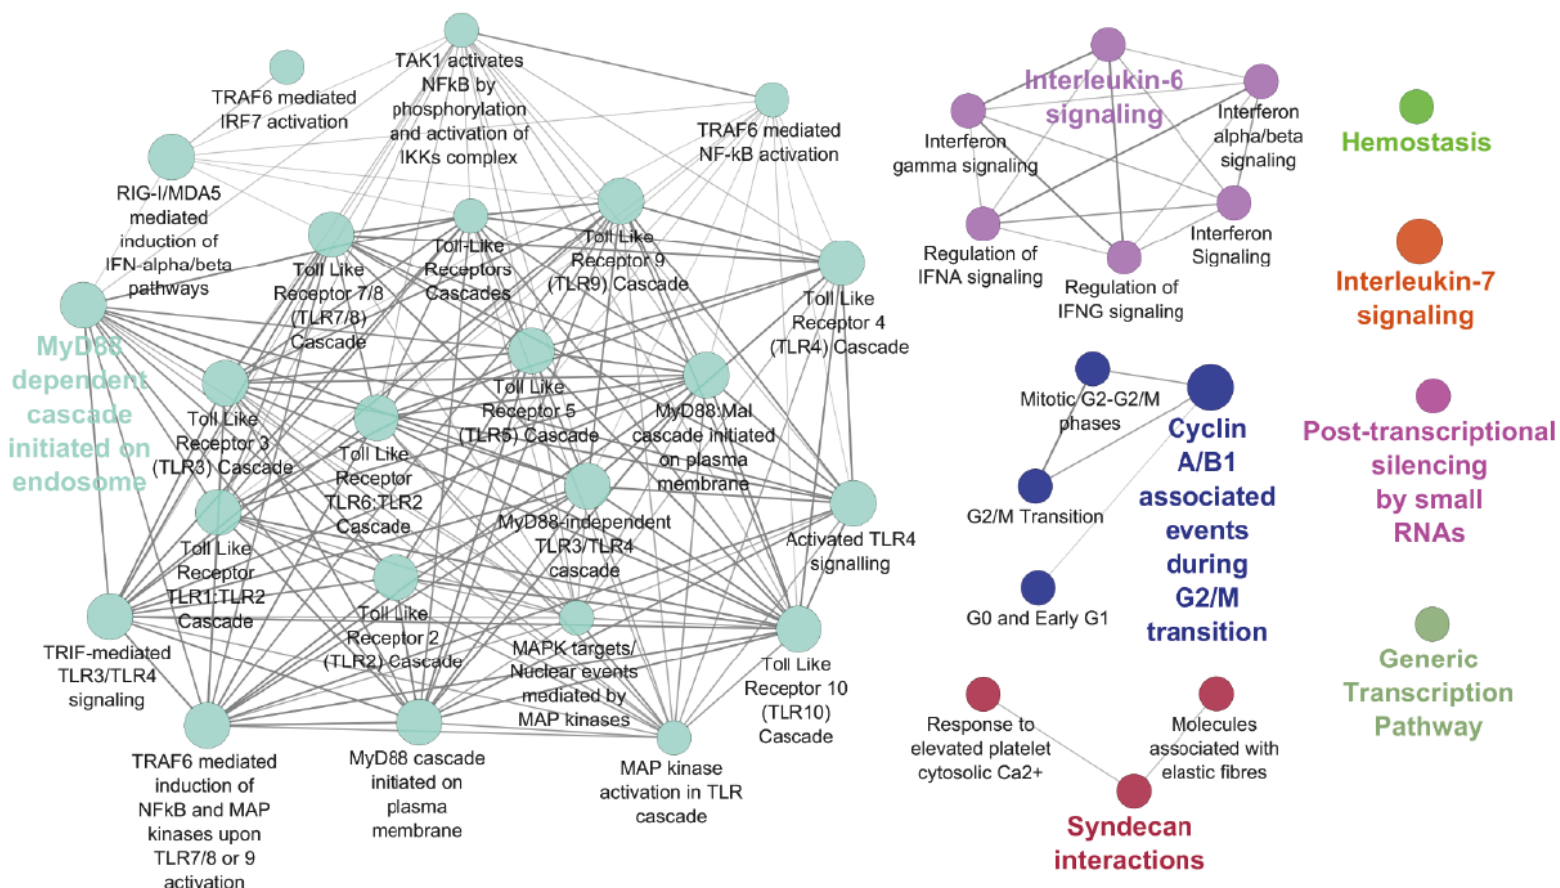 TAK1 activates
NFkB by
phosphorylation
and activation of
IKKs complex
TRAF6 mediated
IRF7 activation
TRAF6 mediated
NF-kB activation
RIG-I/MDA5
mediated
induction of
IFN-alpha/beta
pathways
Toll Like
Receptor 7/8
(TLR7/8)
Cascade
Toll-Like
Receptors
Cascades
Toll Like
Receptor 9
(TLR9) Cascade
Toll Like
Receptor 4
(TLR4) Cascade
MyD88
dependent
cascade
initiated on
endosome
Toll Like
Receptor 3
(TLR3) Cascade
Toll Like
Receptor
TLR6:TLR2
Cascade
Toll Like
Receptor 5
(TLR5) Cascade
MyD88:Mal
cascade initiated
on plasma
membrane
Toll Like
Receptor
TLR1:TLR2
Cascade
MyD88-independent
TLR3/TLR4
cascade
Activated TLR4
signalling
TRIF-mediated
TLR3/TLR4
signaling
Toll Like
Receptor 2
(TLR2) Cascade
MAPK targets/
Nuclear events
mediated by
MAP kinases
Toll Like
Receptor 10
(TLR10)
Cascade
TRAF6 mediated
induction of
NFkB and MAP
kinases upon
TLR7/8 or 9
activation
MyD88 cascade
initiated on
plasma
membrane
MAP kinase
activation in TLR
cascade
Interleukin-6
signaling
Interferon
gamma signaling
Interferon
alpha/beta
signaling
Regulation of
IFNA signaling
Regulation of
IFNG signaling
Interferon
Signaling
Mitotic G2-G2/M
phases
Cyclin
A/B1
associated
events
during
G2/M
transition
G2/M Transition
G0 and Early G1
Response to
elevated platelet
cytosolic Ca2+
Molecules
associated with
elastic fibres
Syndecan
interactions
Hemostasis
Interleukin-7
signaling
Post-transcriptional
silencing
by small
RNAs
Generic
Transcription
Pathway